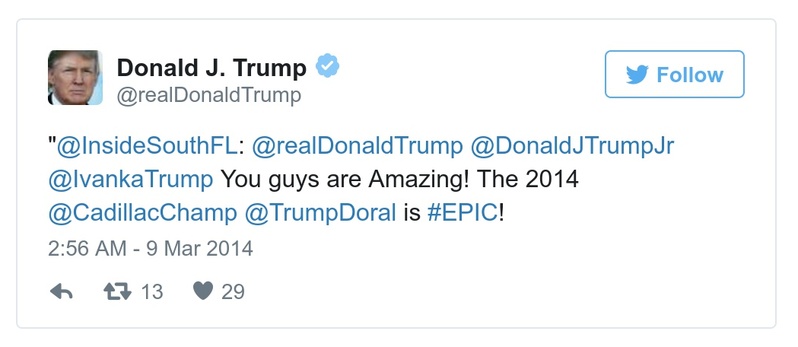 Donald J. Trump
@realDonaldTrump
Follow
"@InsideSouthFL: @realDonaldTrump @DonaldJTrumpJr
@IvankaTrump You guys are Amazing! The 2014
@CadillacChamp @TrumpDoral is #EPIC!
2:56 AM - 9 Mar 2014
13 29